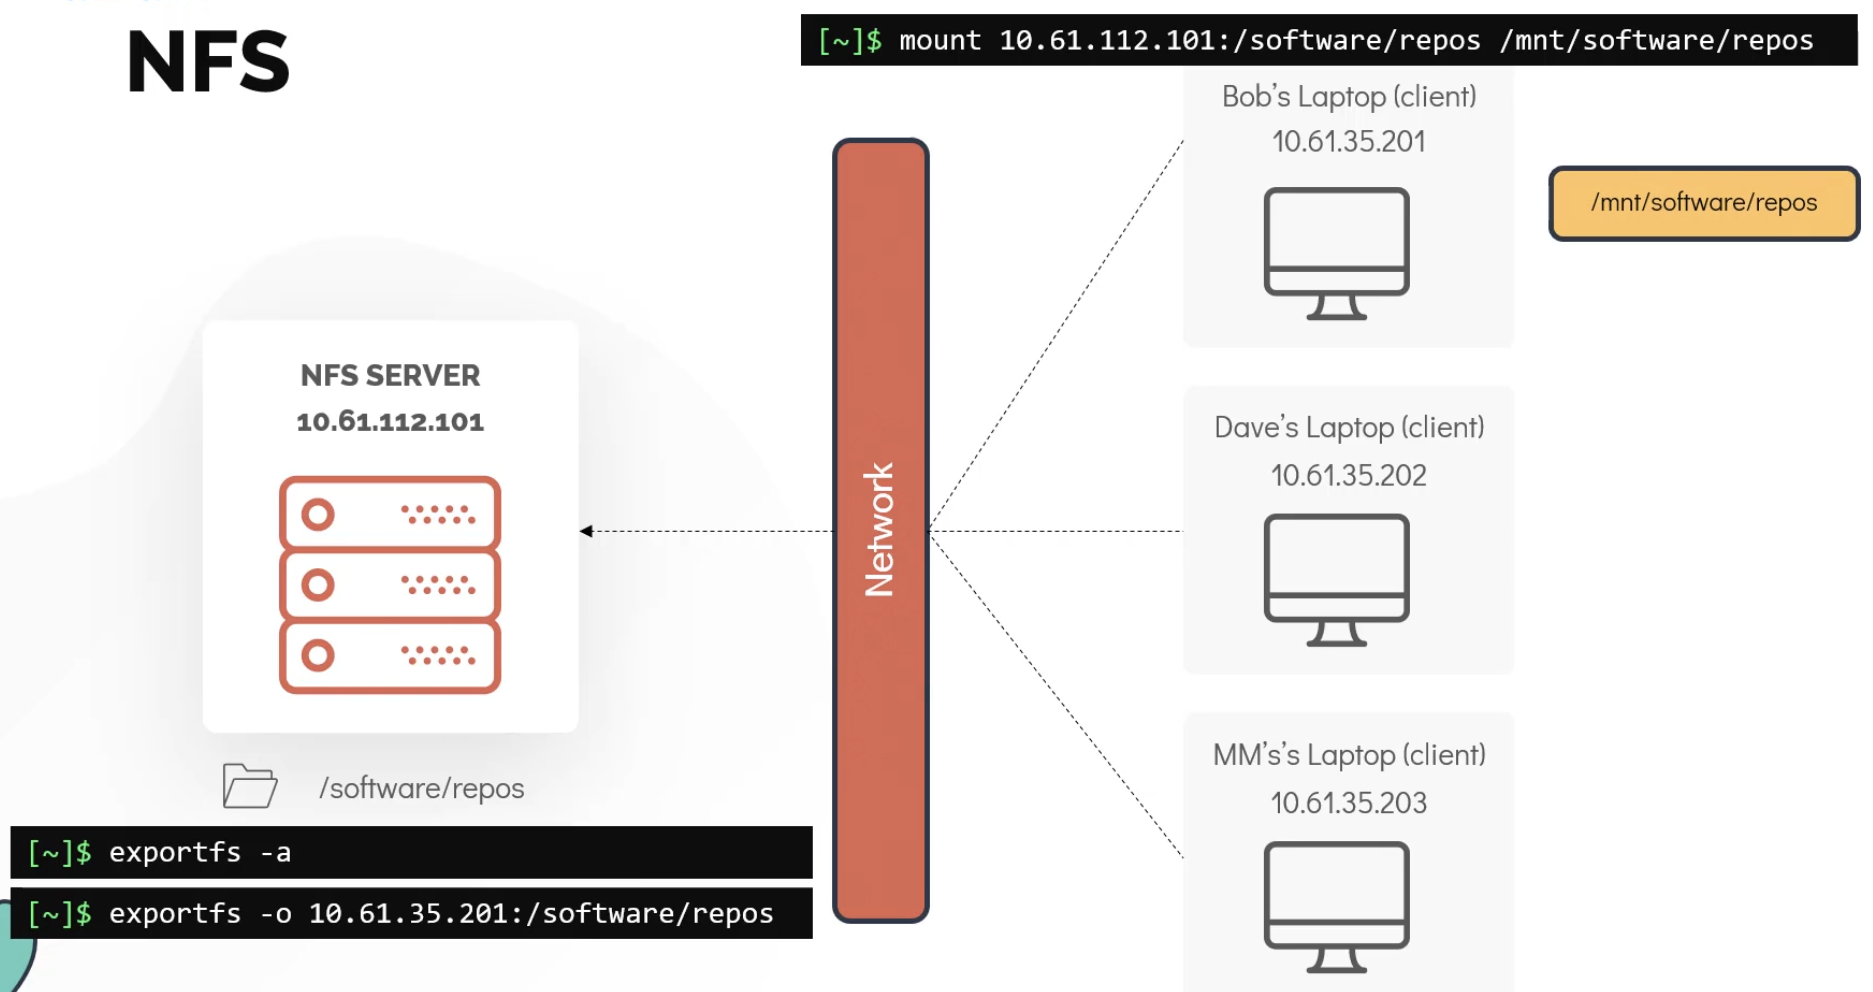 NFS
[~]$ mount 10.61.112.101:/software/repos /mnt/software/repos
Bob's Laptop (client)
10.61.35.201
/mnt/software/repos
NFS SERVER
10.61.112.101
Network
Dave's Laptop (client)
10.61.35.202
MM's's Laptop (client)
10.61.35.203
/software/repos
[~]$ exportfs -a
[~]$ exportfs -o 10.61.35.201:/software/repos